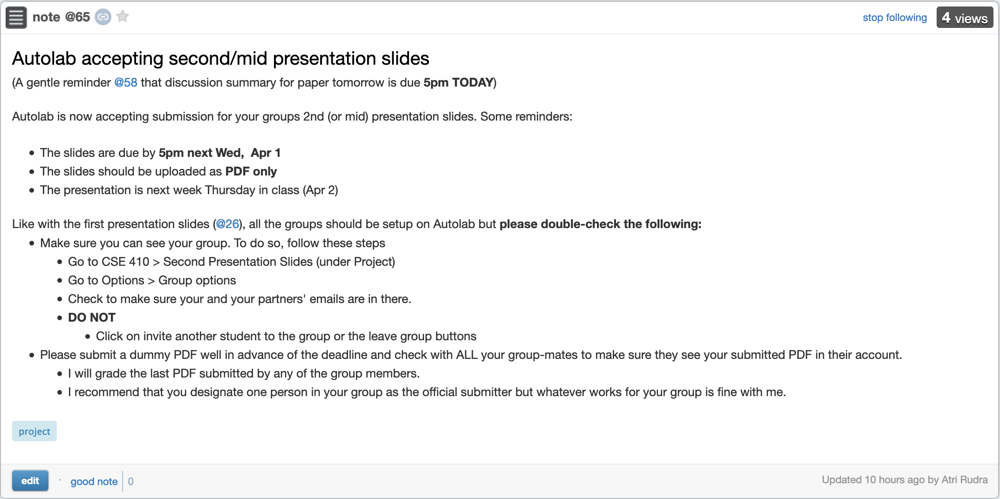 note @65
stop following
4 views
Autolab accepting second/mid presentation slides
(A gentle reminder @58 that discussion summary for paper tomorrow is due 5pm TODAY)
Autolab is now accepting submission for your groups 2nd (or mid) presentation slides. Some reminders:
• The slides are due by 5pm next Wed,  Apr 1
• The slides should be uploaded as PDF only
• The presentation is next week Thursday in class (Apr 2)
Like with the first presentation slides (@26), all the groups should be setup on Autolab but please double-check the following:
• Make sure you can see your group. To do so, follow these steps
• Go to CSE 410 > Second Presentation Slides (under Project)
• Go to Options > Group options
• Check to make sure your and your partners' emails are in there.
• DO NOT
• Click on invite another student to the group or the leave group buttons
• Please submit a dummy PDF well in advance of the deadline and check with ALL your group-mates to make sure they see your submitted PDF in their account.
• I will grade the last PDF submitted by any of the group members.
• I recommend that you designate one person in your group as the official submitter but whatever works for your group is fine with me.
project
edit · good note 0
Updated 10 hours ago by Atri Rudra